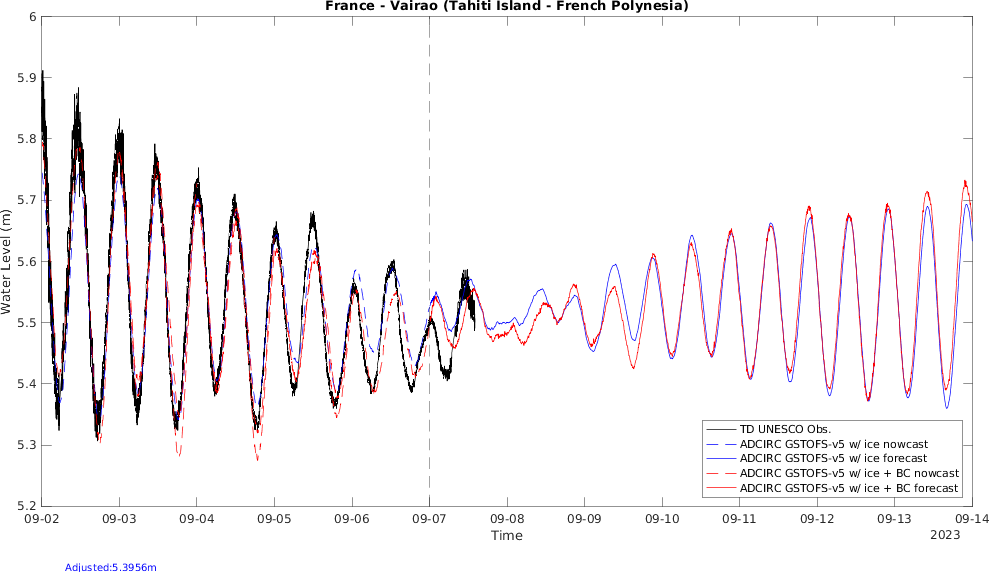 France - Vairao (Tahiti Island - French Polynesia)
6
5.9
5.8
5.7
5.6
5.5
5.4
5.3
5.2
Water Level (m)
TD UNESCO Obs.
ADCIRC GSTOFS-v5 w/ ice nowcast
ADCIRC GSTOFS-v5 w/ ice forecast
ADCIRC GSTOFS-v5 w/ ice + BC nowcast
ADCIRC GSTOFS-v5 w/ ice + BC forecast
09-02 09-03 09-04 09-05 09-06 09-07 09-08 09-09 09-10 09-11 09-12 09-13 09-14
Time
2023
Adjusted:5.3956m